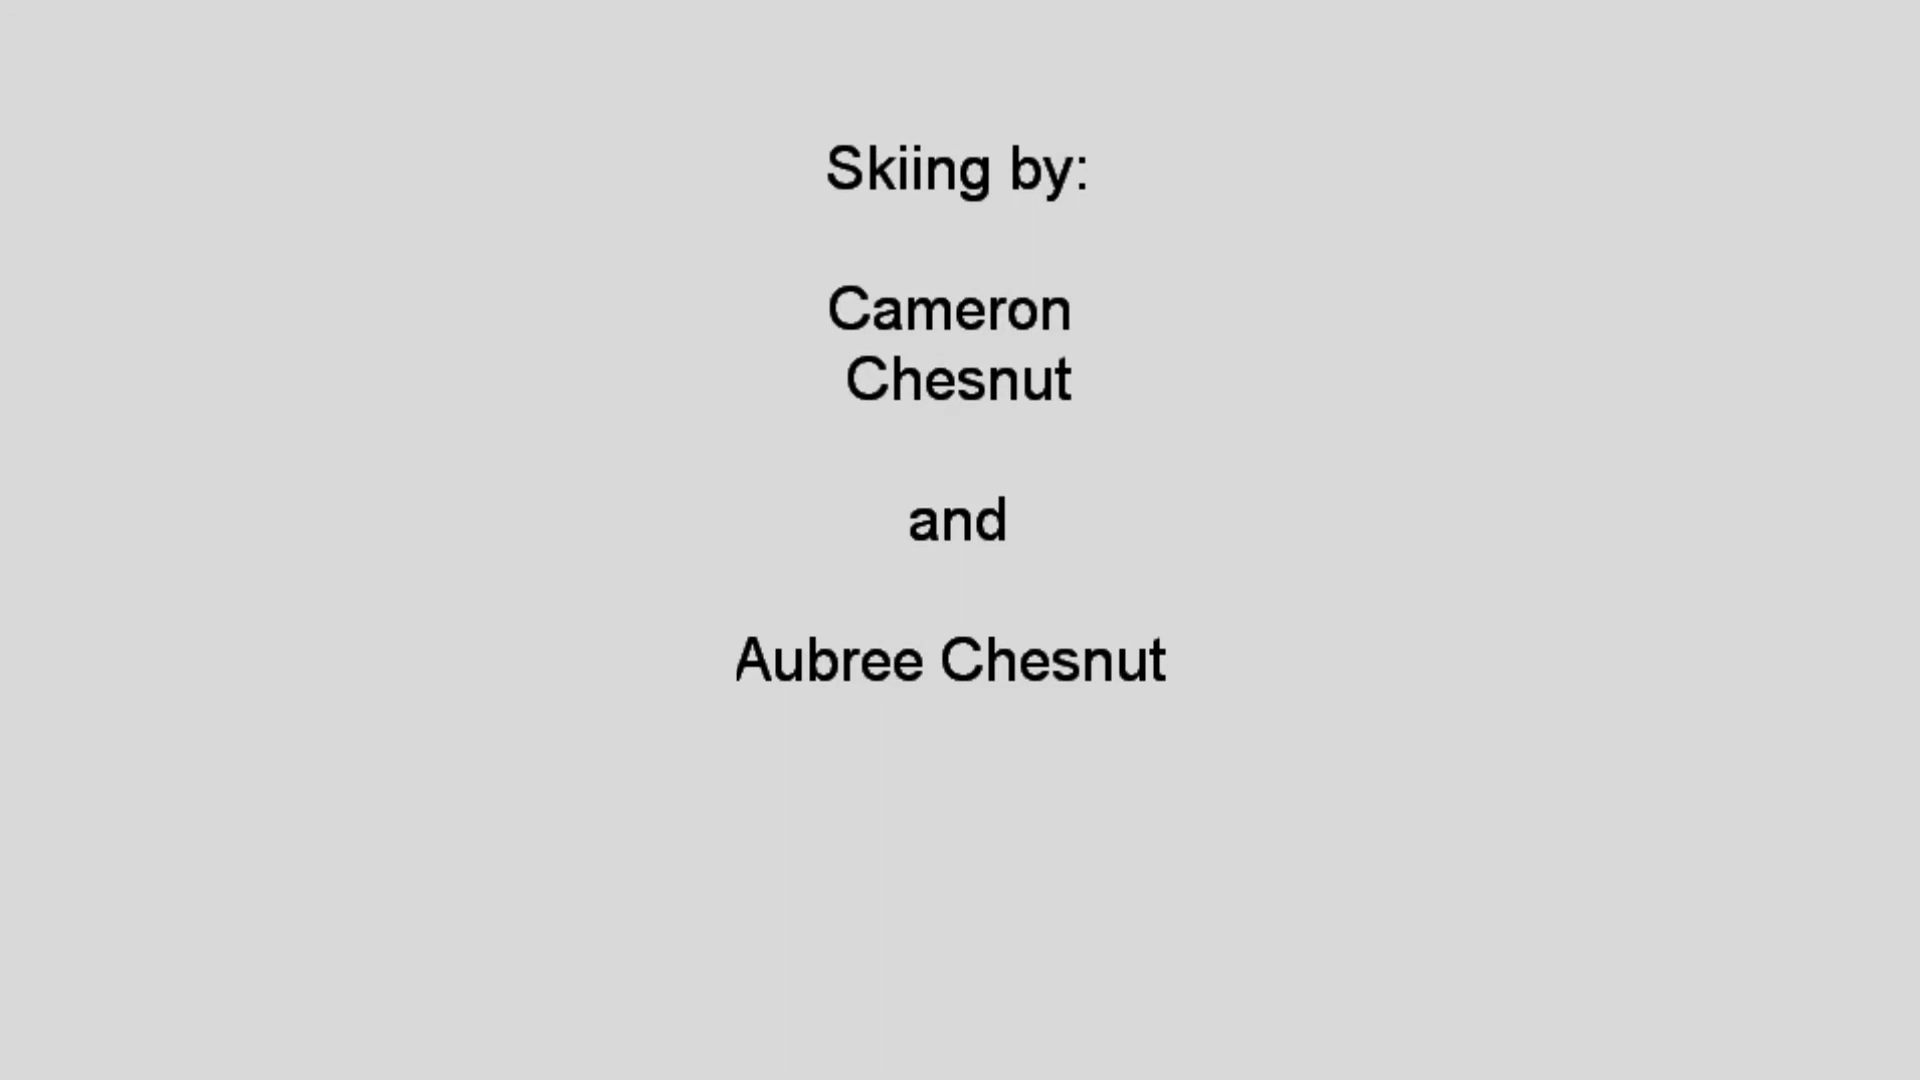 Skiing by:
Cameron
Chesnut
and
Aubree Chesnut